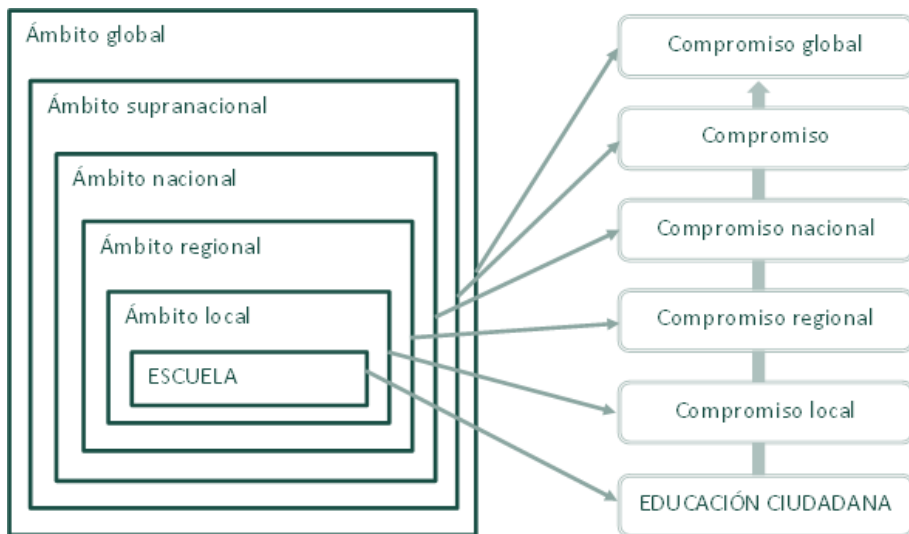 Ámbito global
Ámbito supranacional
Ámbito nacional
Ámbito regional
Ámbito local
ESCUELA
Compromiso global
Compromiso
Compromiso nacional
Compromiso regional
Compromiso local
EDUCACIÓN CIUDADANA